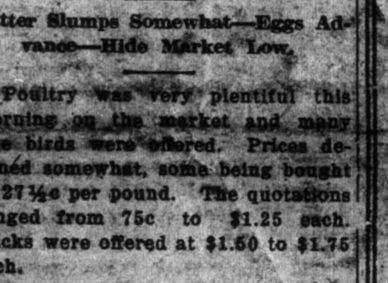 tter Slumps Somewhat—Eggs Ad-
vance—Hide Market Low.
Poultry was very plentiful this
orning on the market and many
e birds were offered. Prices de-
ned somewhat, some being bought
27½c per pound. The quotations
nged from 75c to $1.25 each.
cks were offered at $1.50 to $1.75
ch.